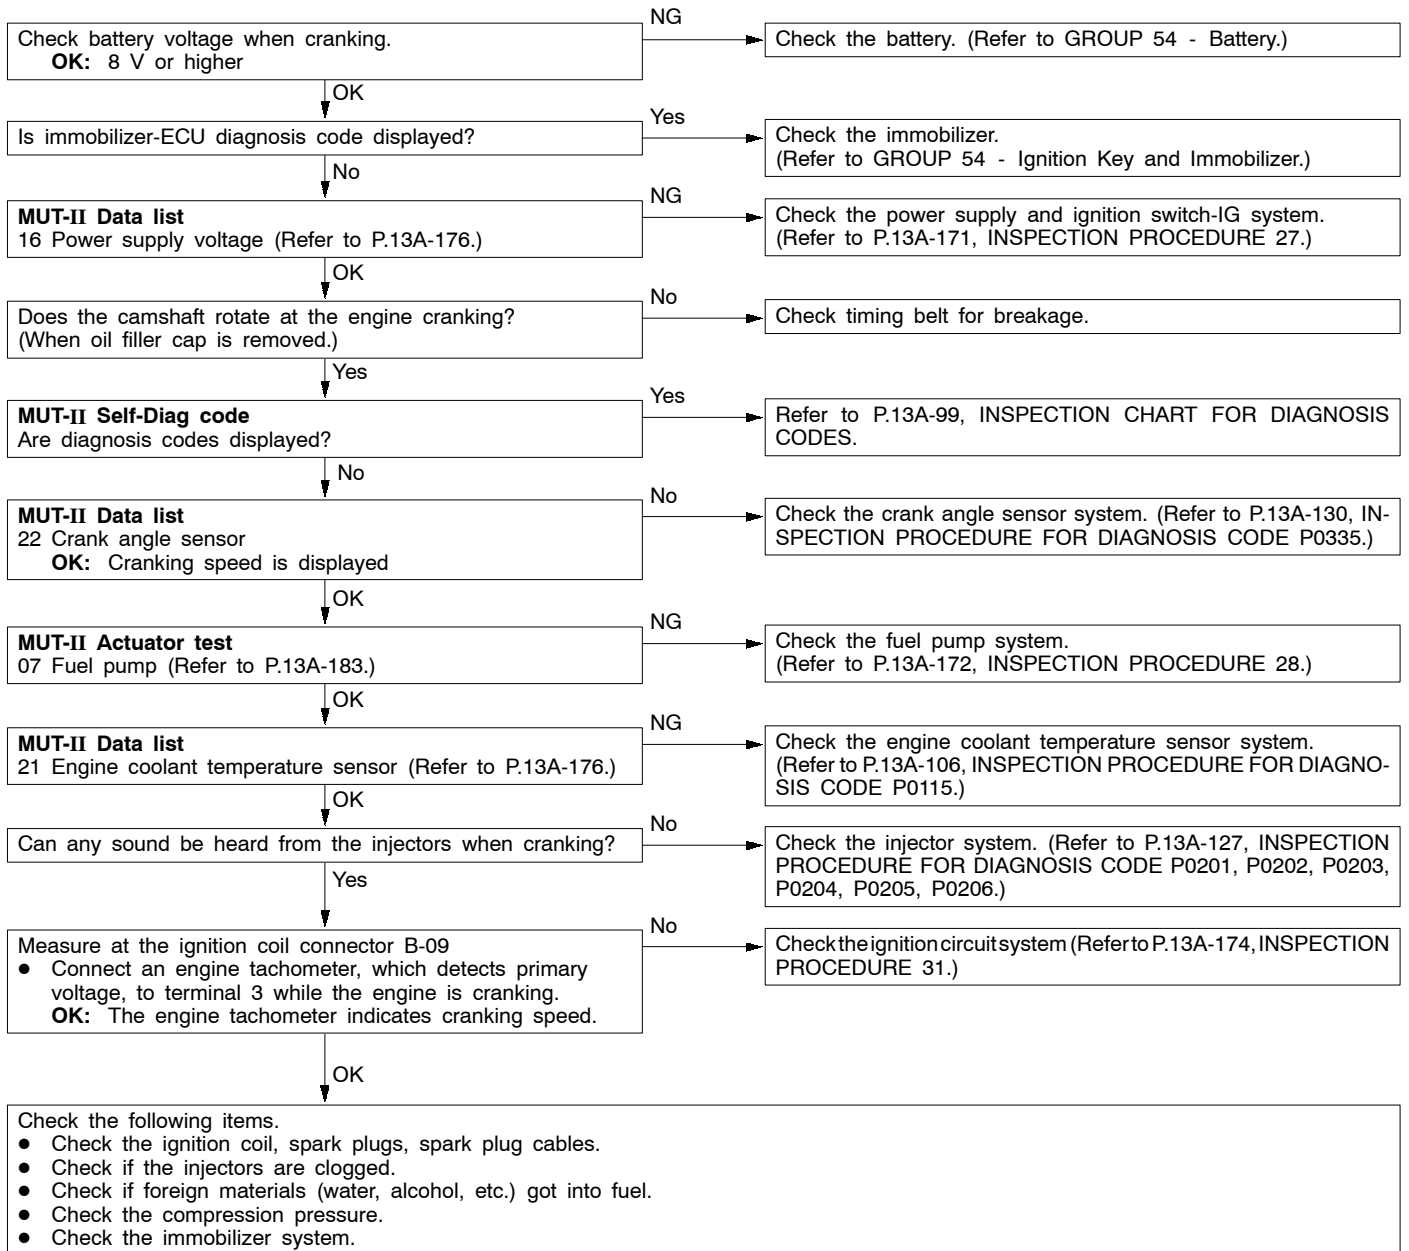 NG
Check battery voltage when cranking.
OK: 8 V or higher
Check the battery. (Refer to GROUP 54 - Battery.)
OK
Is immobilizer-ECU diagnosis code displayed?
Yes
Check the immobilizer.
(Refer to GROUP 54 - Ignition Key and Immobilizer.)
No
MUT-II Data list
16 Power supply voltage (Refer to P.13A-176.)
NG
Check the power supply and ignition switch-IG system.
(Refer to P.13A-171, INSPECTION PROCEDURE 27.)
OK
Does the camshaft rotate at the engine cranking?
(When oil filler cap is removed.)
No
Check timing belt for breakage.
Yes
MUT-II Self-Diag code
Are diagnosis codes displayed?
Yes
Refer to P.13A-99, INSPECTION CHART FOR DIAGNOSIS
CODES.
No
MUT-II Data list
22 Crank angle sensor
OK: Cranking speed is displayed
No
Check the crank angle sensor system. (Refer to P.13A-130, IN-
SPECTION PROCEDURE FOR DIAGNOSIS CODE P0335.)
OK
MUT-II Actuator test
07 Fuel pump (Refer to P.13A-183.)
NG
Check the fuel pump system.
(Refer to P.13A-172, INSPECTION PROCEDURE 28.)
OK
MUT-II Data list
21 Engine coolant temperature sensor (Refer to P.13A-176.)
NG
Check the engine coolant temperature sensor system.
(Refer to P.13A-106, INSPECTION PROCEDURE FOR DIAGNO-
SIS CODE P0115.)
OK
Can any sound be heard from the injectors when cranking?
No
Check the injector system. (Refer to P.13A-127, INSPECTION
PROCEDURE FOR DIAGNOSIS CODE P0201, P0202, P0203,
P0204, P0205, P0206.)
Yes
Measure at the ignition coil connector B-09
● Connect an engine tachometer, which detects primary
voltage, to terminal 3 while the engine is cranking.
OK: The engine tachometer indicates cranking speed.
No
Check the ignition circuit system (Refer to P.13A-174, INSPECTION
PROCEDURE 31.)
OK
Check the following items.
● Check the ignition coil, spark plugs, spark plug cables.
● Check if the injectors are clogged.
● Check if foreign materials (water, alcohol, etc.) got into fuel.
● Check the compression pressure.
● Check the immobilizer system.